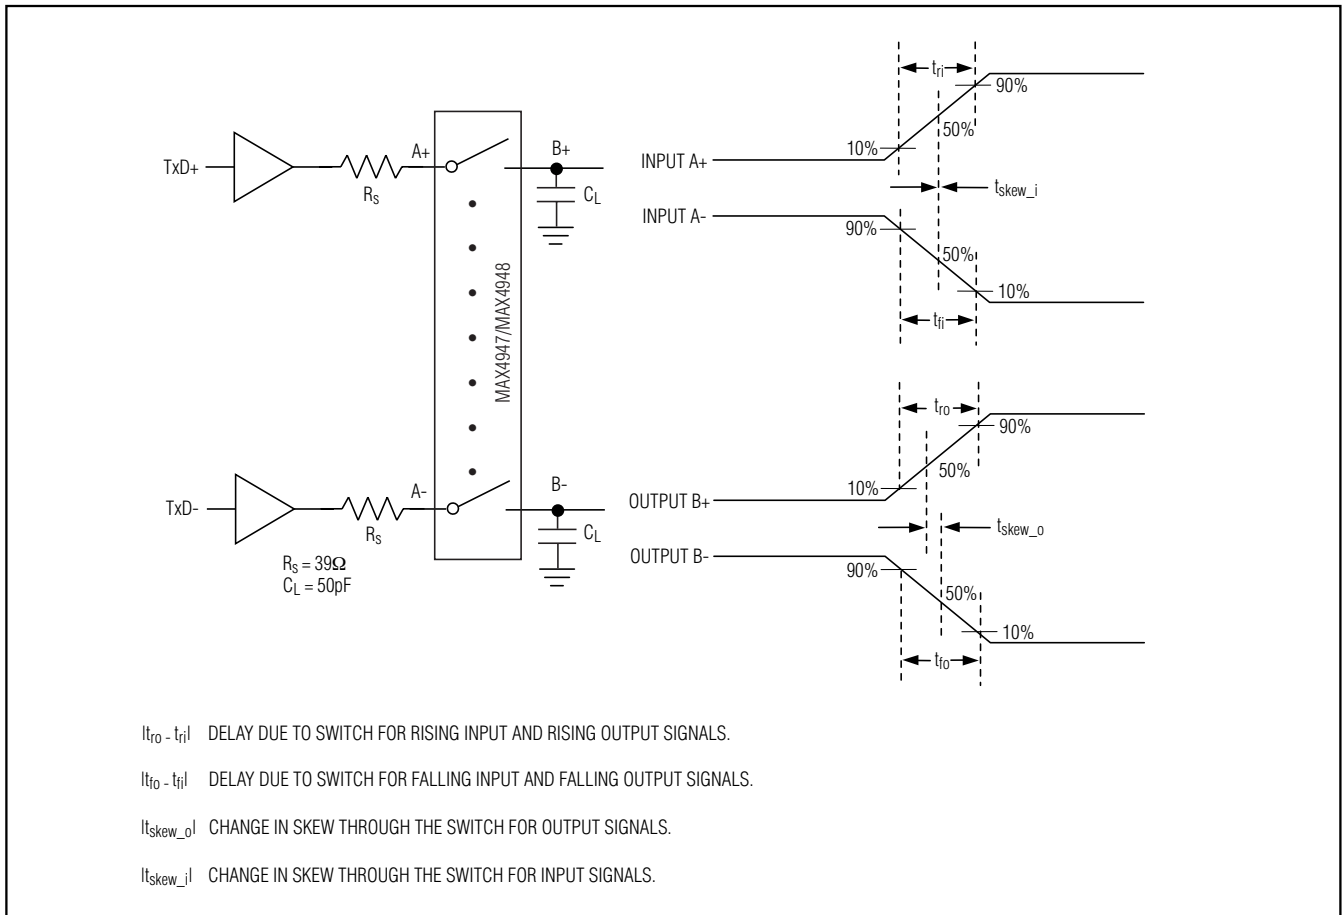 TxD+
Rs
A+
B+
CL
MAX4947/MAX4948
TxD-
Rs
A-
B-
CL
Rs = 39Ω
CL = 50pF
INPUT A+
10%
tri
90%
50%
tskew_i
INPUT A-
90%
50%
10%
tfi
OUTPUT B+
10%
tro
90%
50%
tskew_o
OUTPUT B-
90%
50%
10%
tfo
|tro - tri| DELAY DUE TO SWITCH FOR RISING INPUT AND RISING OUTPUT SIGNALS.
|tfo - tfi| DELAY DUE TO SWITCH FOR FALLING INPUT AND FALLING OUTPUT SIGNALS.
|tskew_o| CHANGE IN SKEW THROUGH THE SWITCH FOR OUTPUT SIGNALS.
|tskew_i| CHANGE IN SKEW THROUGH THE SWITCH FOR INPUT SIGNALS.